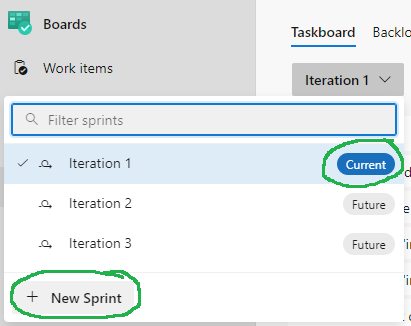 Boards
Taskboard
Backlo
Work items
Iteration 1
Filter sprints
Iteration 1
Current
Iteration 2
Future
Iteration 3
Future
New Sprint